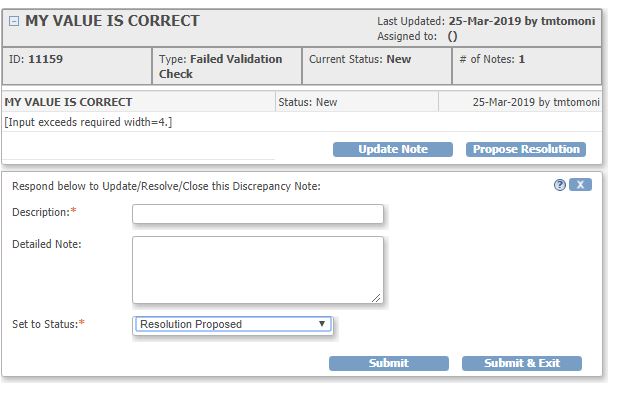 MY VALUE IS CORRECT
Last Updated: 25-Mar-2019 by tmtomoni
Assigned to: ()
ID: 11159
Type: Failed Validation Check
Current Status: New
# of Notes: 1
MY VALUE IS CORRECT
Status: New
25-Mar-2019 by tmtomoni
[Input exceeds required width=4.]
Update Note
Propose Resolution
Respond below to Update/Resolve/Close this Discrepancy Note:
? X
Description:*
Detailed Note:
Set to Status:*
Resolution Proposed
Submit
Submit & Exit